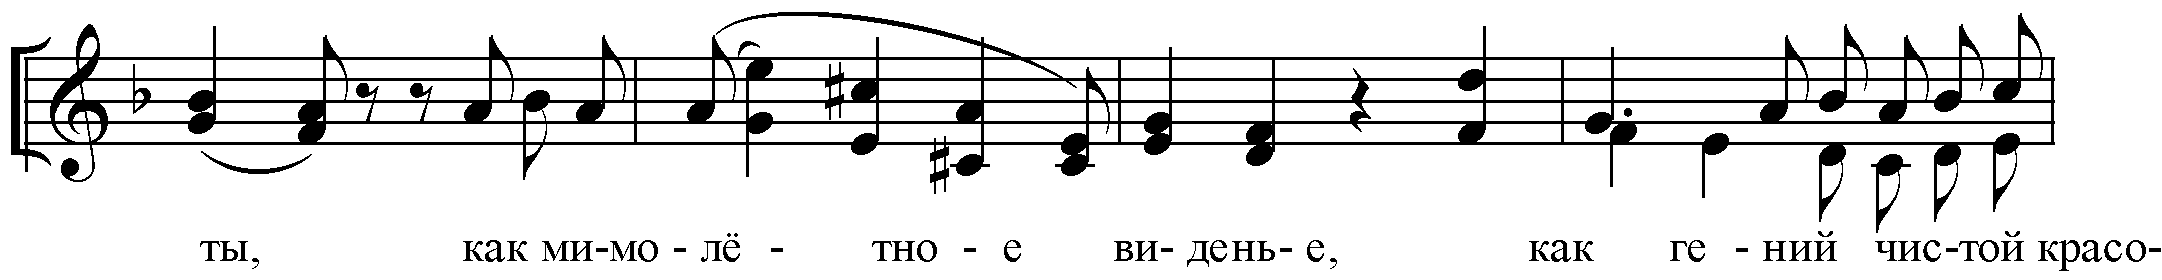 ты, как ми-мо - лё - тно - е ви- день- е, как ге - ний чис-той красо-